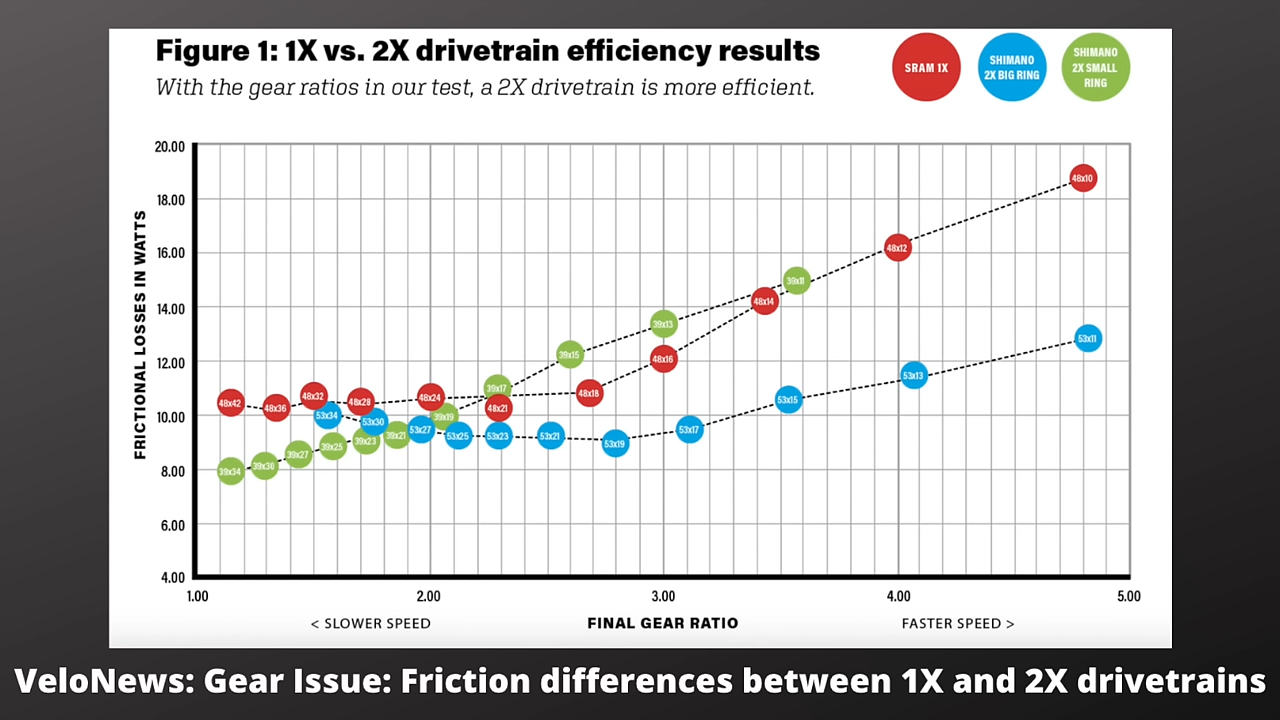 Figure 1: 1X vs. 2X drivetrain efficiency results
With the gear ratios in our test, a 2X drivetrain is more efficient.
SRAM 1X
SHIMANO
2X BIG RING
SHIMANO
2X SMALL
RING
FRICTIONAL LOSSES IN WATTS
20.00
18.00
16.00
14.00
12.00
10.00
8.00
6.00
4.00
48x10
48x12
39x11
48x14
39x13
53x11
39x15
48x16
53x13
39x17
48x18
48x32
48x24
48x28
48x42
53x15
48x36
48x21
53x34
39x19
53x30
53x27
53x17
39x21
53x25
53x23
53x21
39x23
53x19
39x25
39x27
39x30
39x34
1.00
2.00
3.00
4.00
5.00
< SLOWER SPEED
FINAL GEAR RATIO
FASTER SPEED >
VeloNews: Gear Issue: Friction differences between 1X and 2X drivetrains